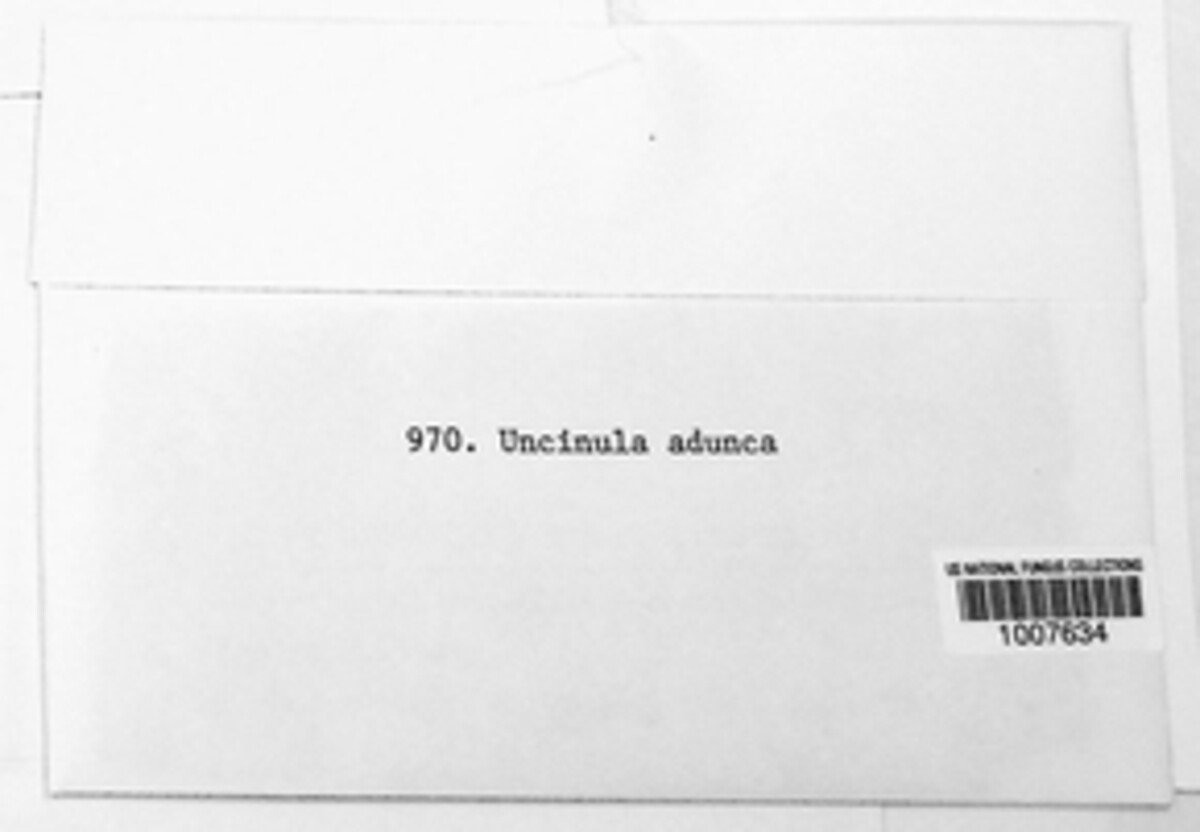 970. Uncinula adunca
US NATIONAL FUNGUS COLLECTIONS
1007634